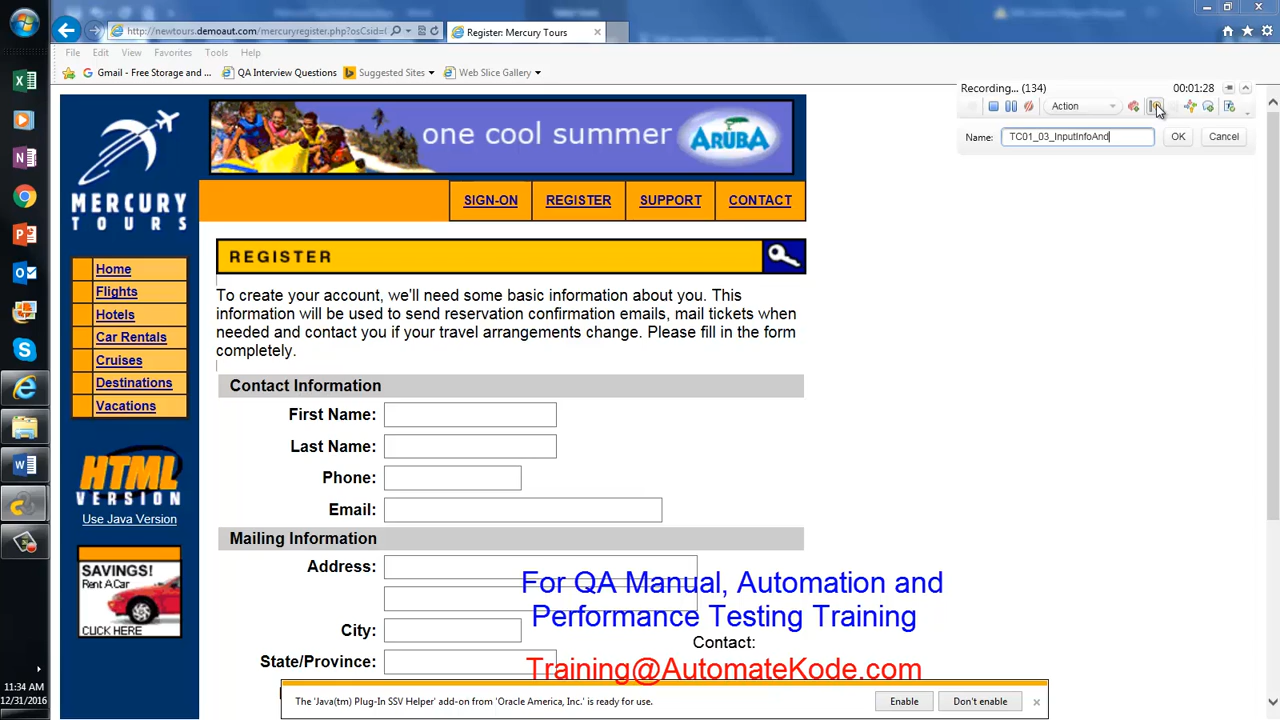 http://newtours.demoaut.com/mercuryregister.php?osCsid=
Register: Mercury Tours
File Edit View Favorites Tools Help
Gmail - Free Storage and ...
QA Interview Questions
Suggested Sites
Web Slice Gallery
Recording... (134)
00:01:28
Action
Name:
TC01_03_InputInfoAnd
OK
Cancel
one cool summer
ARUBA
MERCURY
TOURS
SIGN-ON
REGISTER
SUPPORT
CONTACT
REGISTER
Home
Flights
Hotels
Car Rentals
Cruises
Destinations
Vacations
To create your account, we'll need some basic information about you. This
information will be used to send reservation confirmation emails, mail tickets when
needed and contact you if your travel arrangements change. Please fill in the form
completely.
Contact Information
First Name:
Last Name:
Phone:
Email:
Mailing Information
Address:
City:
State/Province:
HTML
VERSION
Use Java Version
SAVINGS!
Rent A Car
CLICK HERE
For QA Manual, Automation and
Performance Testing Training
Contact:
Training@AutomateKode.com
The 'Java(tm) Plug-In SSV Helper' add-on from 'Oracle America, Inc.' is ready for use.
Enable
Don't enable
11:34 AM
12/31/2016